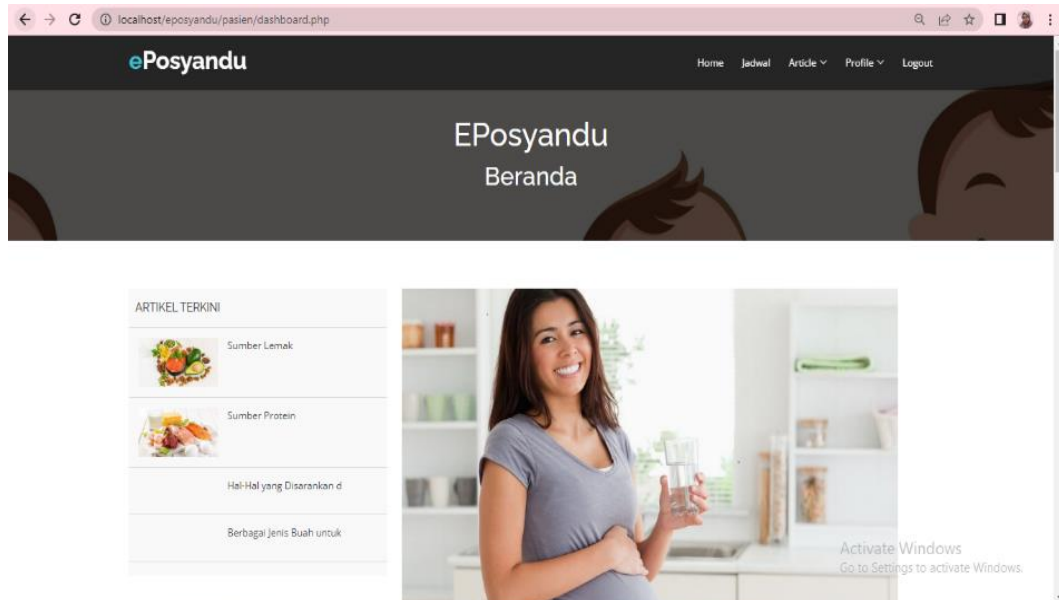 localhost/eposyandu/pasien/dashboard.php
ePosyandu
Home Jadwal Article Profile Logout
EPosyandu
Beranda
ARTIKEL TERKINI
Sumber Lemak
Sumber Protein
Hal-Hal yang Disarankan d
Berbagai Jenis Buah untuk
Activate Windows
Go to Settings to activate Windows.